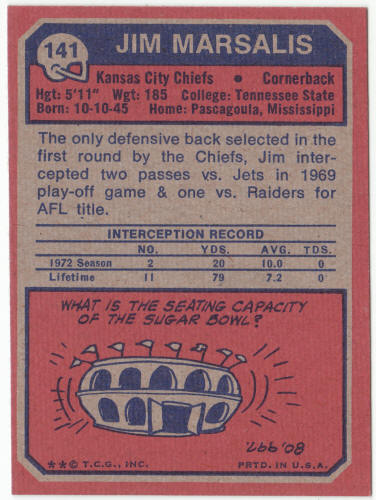 141
JIM MARSALIS
Kansas City Chiefs • Cornerback
Hgt: 5'11" Wgt: 185 College: Tennessee State
Born: 10-10-45 Home: Pascagoula, Mississippi
The only defensive back selected in the
first round by the Chiefs, Jim inter-
cepted two passes vs. Jets in 1969
play-off game & one vs. Raiders for
AFL title.
INTERCEPTION RECORD
NO. YDS. AVG. TDS.
1972 Season 2 20 10.0 0
Lifetime 11 79 7.2 0
WHAT IS THE SEATING CAPACITY
OF THE SUGAR BOWL?
80,997.
**© T.C.G., INC. PRTD. IN U.S.A.